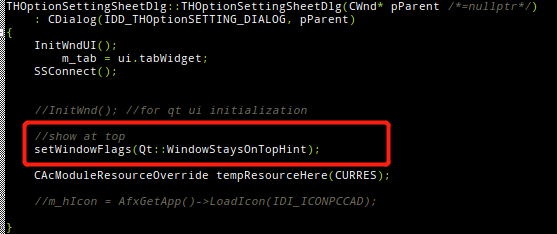 THOptionSettingSheetDlg::THOptionSettingSheetDlg(CWnd* pParent /*=nullptr*/)
: CDialog(IDD_THOptionSETTING_DIALOG, pParent)
{
InitWndUI();
m_tab = ui.tabWidget;
SSConnect();
//InitWnd(); //for qt ui initialization
//show at top
setWindowFlags(Qt::WindowStaysOnTopHint);
CAcModuleResourceOverride tempResourceHere(CURRES);
//m_hIcon = AfxGetApp()->LoadIcon(IDI_ICONPCCAD);
}